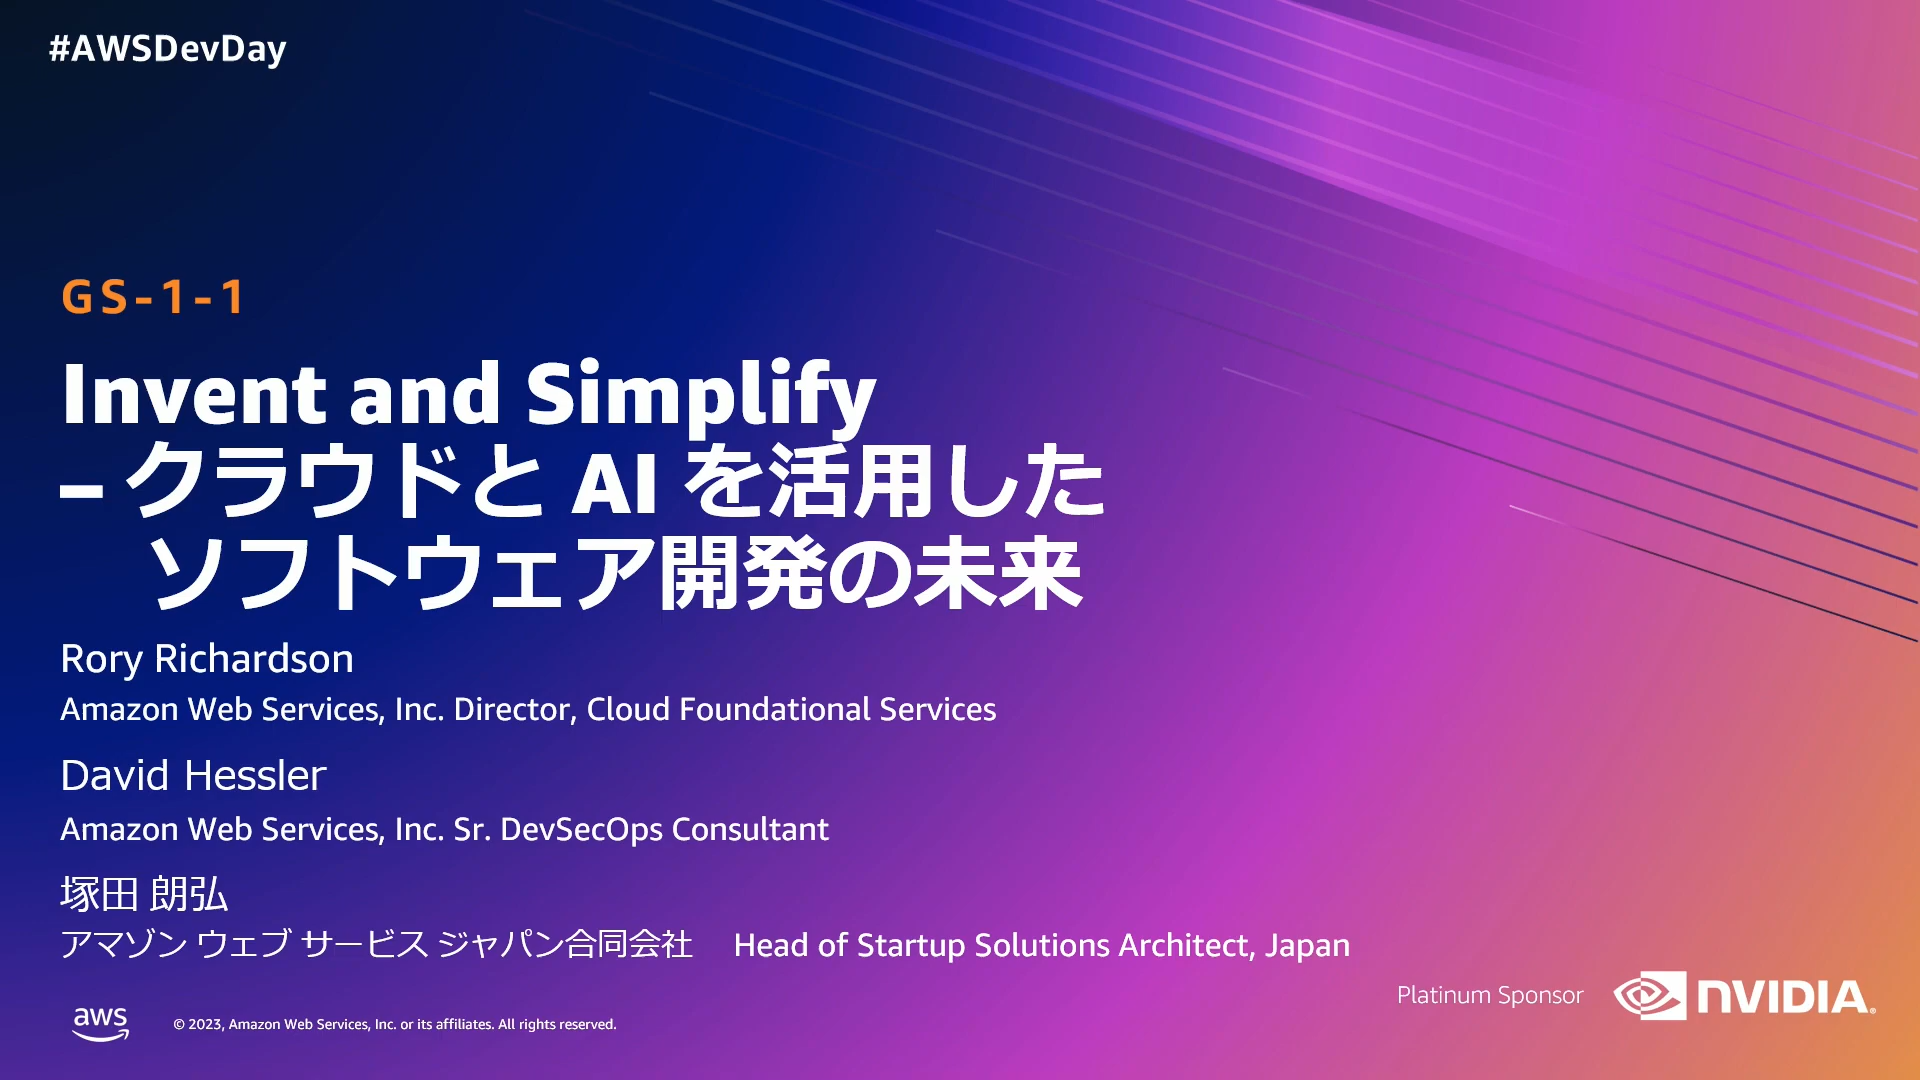 #AWSDevDay
GS-1-1
Invent and Simplify
– クラウドと AI を活用した
ソフトウェア開発の未来
Rory Richardson
Amazon Web Services, Inc. Director, Cloud Foundational Services
David Hessler
Amazon Web Services, Inc. Sr. DevSecOps Consultant
塚田 朗弘
アマゾン ウェブ サービス ジャパン合同会社 Head of Startup Solutions Architect, Japan
Platinum Sponsor NVIDIA.
aws © 2023, Amazon Web Services, Inc. or its affiliates. All rights reserved.